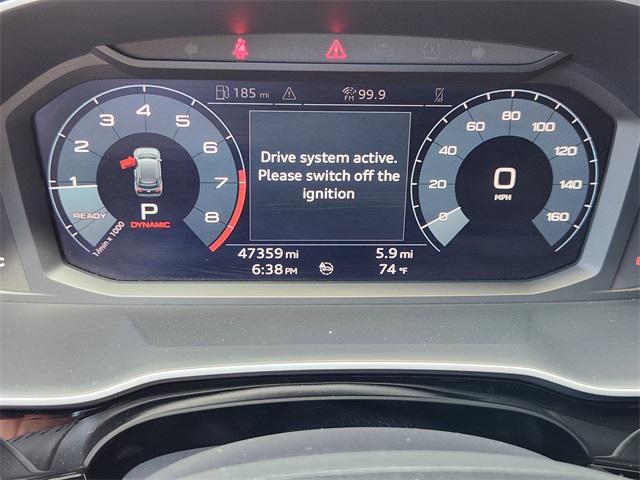 185 mi
FM 99.9
1 2 3 4 5 6 7 8
READY
P
DYNAMIC
1/min x 1000
Drive system active.
Please switch off the
ignition
0 20 40 60 80 100 120 140 160
0
MPH
47359 mi
5.9 mi
6:38 PM
74 °F